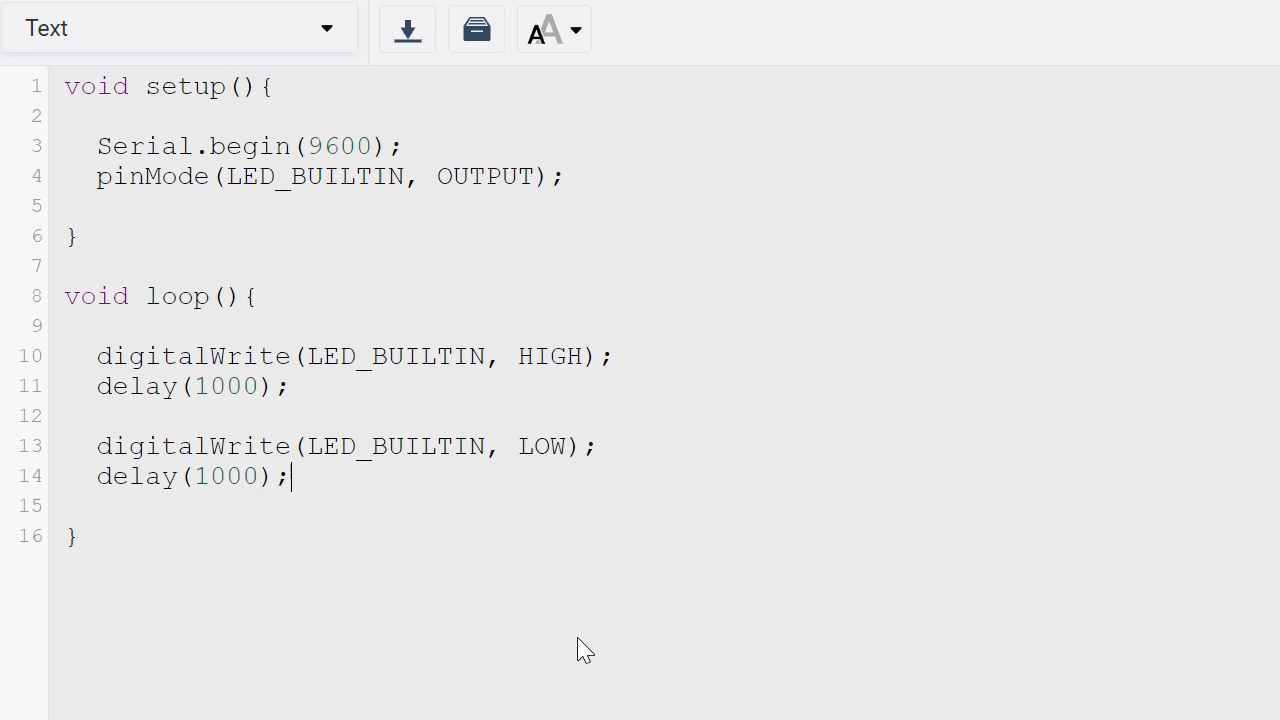 Text
AA
1 void setup(){
2
3 Serial.begin(9600);
4 pinMode(LED_BUILTIN, OUTPUT);
5
6 }
7
8 void loop(){
9
10 digitalWrite(LED_BUILTIN, HIGH);
11 delay(1000);
12
13 digitalWrite(LED_BUILTIN, LOW);
14 delay(1000);
15
16 }